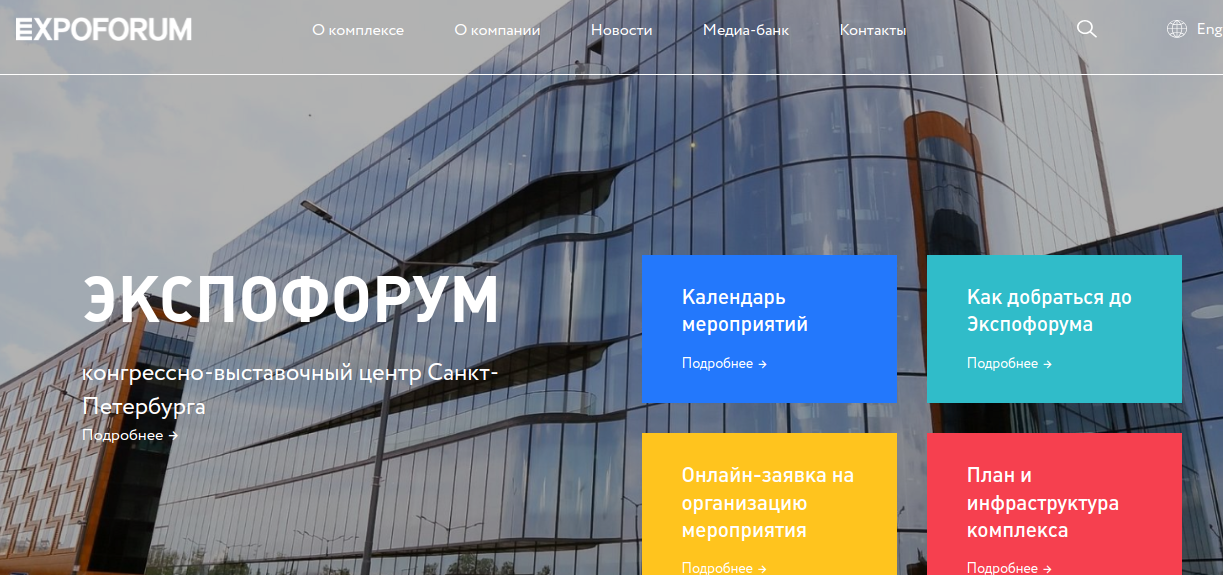 EXPOFORUM
О комплексе
О компании
Новости
Медиа-банк
Контакты
Eng
ЭКСПОФОРУМ
конгрессно-выставочный центр Санкт-
Петербурга
Подробнее →
Календарь
мероприятий
Подробнее →
Как добраться до
Экспофорума
Подробнее →
Онлайн-заявка на
организацию
мероприятия
Подробнее →
План и
инфраструктура
комплекса
Подробнее →